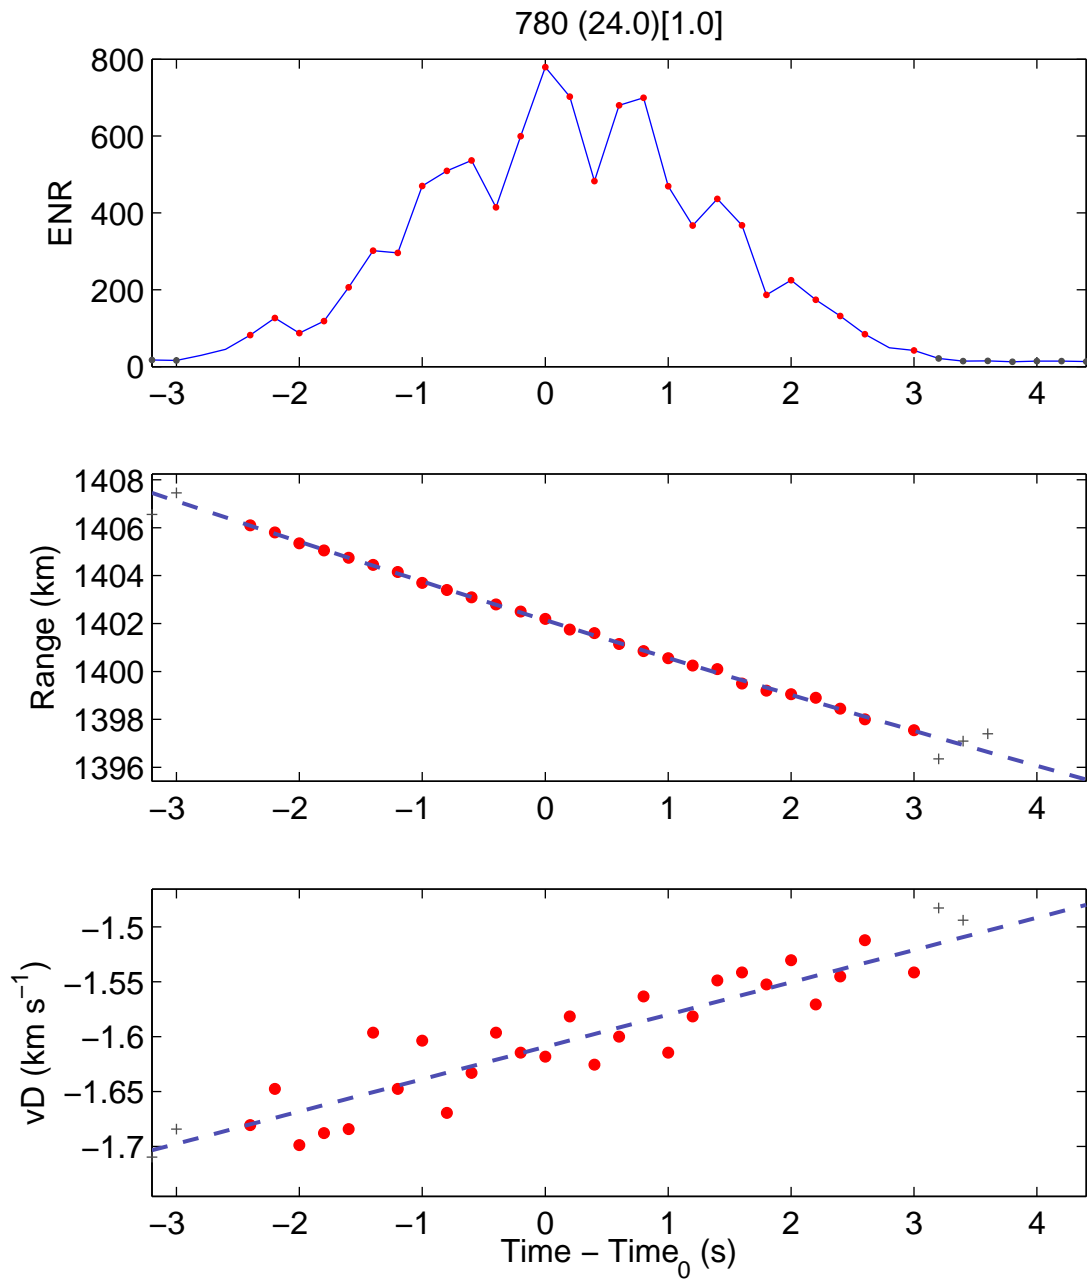 780 (24.0)[1.0]
800
600
400
200
0
ENR
−3 −2 −1 0 1 2 3 4
1408
1406
1404
1402
1400
1398
1396
Range (km)
−3 −2 −1 0 1 2 3 4
−1.5
−1.55
−1.6
−1.65
−1.7
vD (km s⁻¹)
−3 −2 −1 0 1 2 3 4
Time − Time₀ (s)